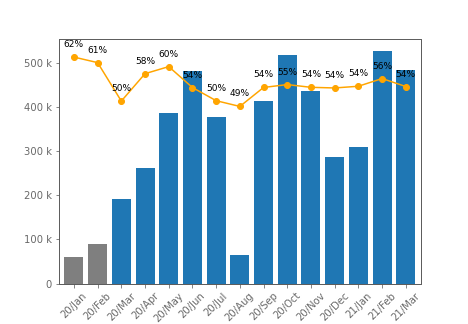 62%
61%
50%
58%
60%
54%
50%
49%
54%
55%
54%
54%
54%
56%
54%
500 k
400 k
300 k
200 k
100 k
0
20/Jan
20/Feb
20/Mar
20/Apr
20/May
20/Jun
20/Jul
20/Aug
20/Sep
20/Oct
20/Nov
20/Dec
21/Jan
21/Feb
21/Mar